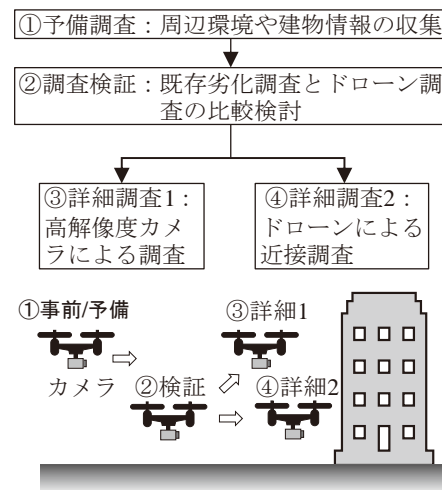 ①予備調査：周辺環境や建物情報の収集
②調査検証：既存劣化調査とドローン調
査の比較検討
③詳細調査1：
高解像度カメ
ラによる調査
④詳細調査2：
ドローンによる
近接調査
①事前/予備
③詳細1
カメラ
②検証
④詳細2